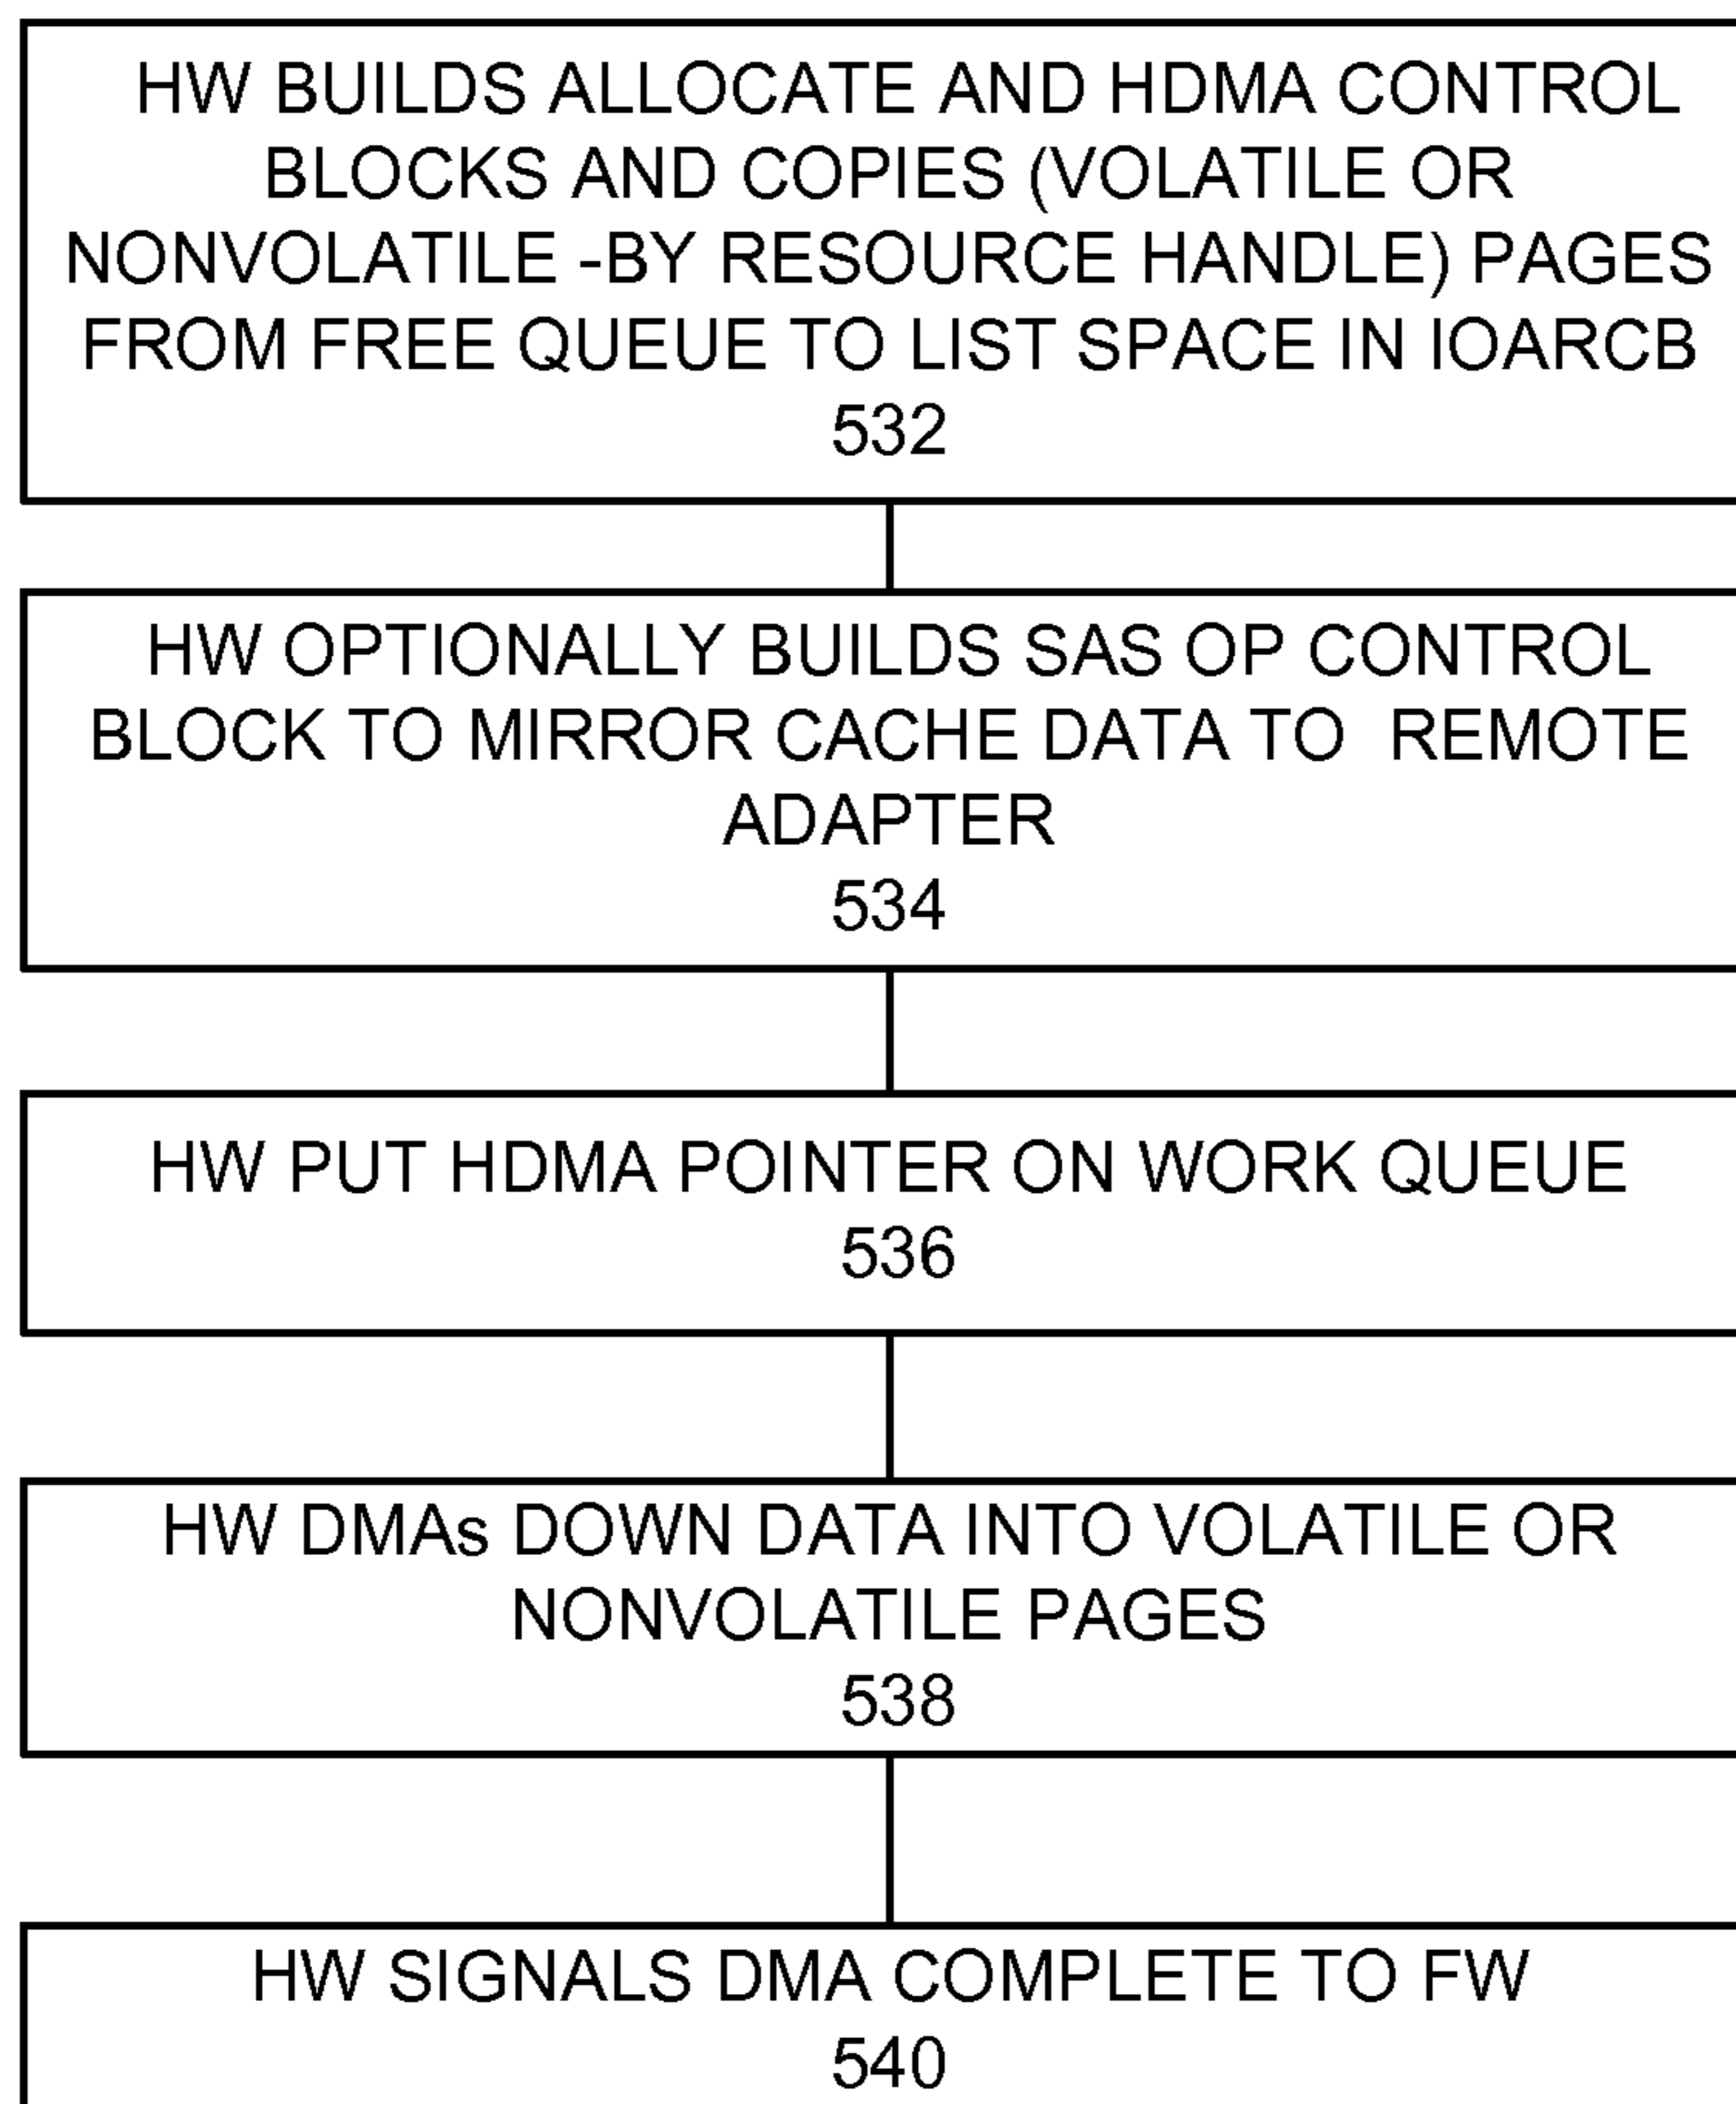 HW BUILDS ALLOCATE AND HDMA CONTROL
BLOCKS AND COPIES (VOLATILE OR
NONVOLATILE -BY RESOURCE HANDLE) PAGES
FROM FREE QUEUE TO LIST SPACE IN IOARCB
532
HW OPTIONALLY BUILDS SAS OP CONTROL
BLOCK TO MIRROR CACHE DATA TO REMOTE
ADAPTER
534
HW PUT HDMA POINTER ON WORK QUEUE
536
HW DMAs DOWN DATA INTO VOLATILE OR
NONVOLATILE PAGES
538
HW SIGNALS DMA COMPLETE TO FW
540